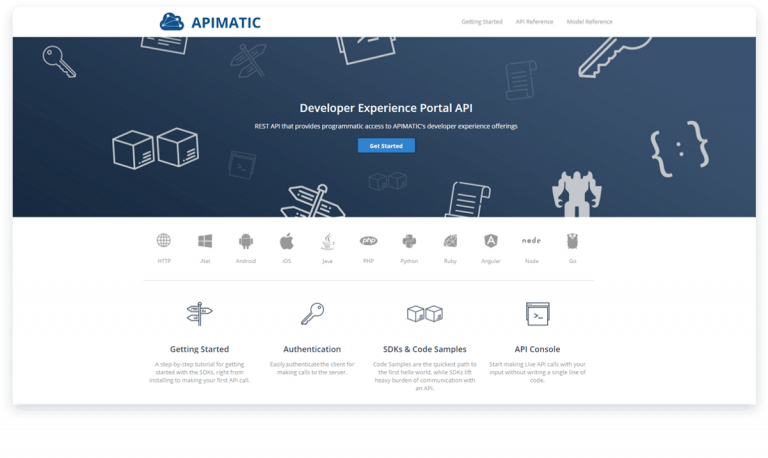 APIMATIC
Getting Started API Reference Model Reference
Developer Experience Portal API
REST API that provides programmatic access to APIMATIC's developer experience offerings
Get Started
php
node
HTTP .Net Android iOS Java PHP Python Ruby Angular Node Go
Getting Started
A step-by-step tutorial for getting
started with the SDKs, right from
installing to making your first API call.
Authentication
Easily authenticate the client for
making calls to the server.
SDKs & Code Samples
Code Samples are the quickest path to
the first hello world, while SDKs lift
heavy burden of communication with
an API.
API Console
Start making Live API calls with your
input without writing a single line of
code.